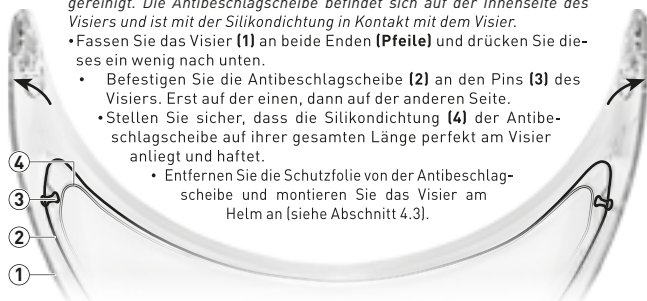 gereinigt. Die Antibeschlagscheibe befindet sich auf der Innenseite des
Visiers und ist mit der Silikondichtung in Kontakt mit dem Visier.
•Fassen Sie das Visier (1) an beide Enden (Pfeile) und drücken Sie die-
ses ein wenig nach unten.
• Befestigen Sie die Antibeschlagscheibe (2) an den Pins (3) des
Visiers. Erst auf der einen, dann auf der anderen Seite.
•Stellen Sie sicher, dass die Silikondichtung (4) der Antibe-
schlagscheibe auf ihrer gesamten Länge perfekt am Visier
anliegt und haftet.
• Entfernen Sie die Schutzfolie von der Antibeschlag-
scheibe und montieren Sie das Visier am
Helm an (siehe Abschnitt 4.3).
4
3
2
1